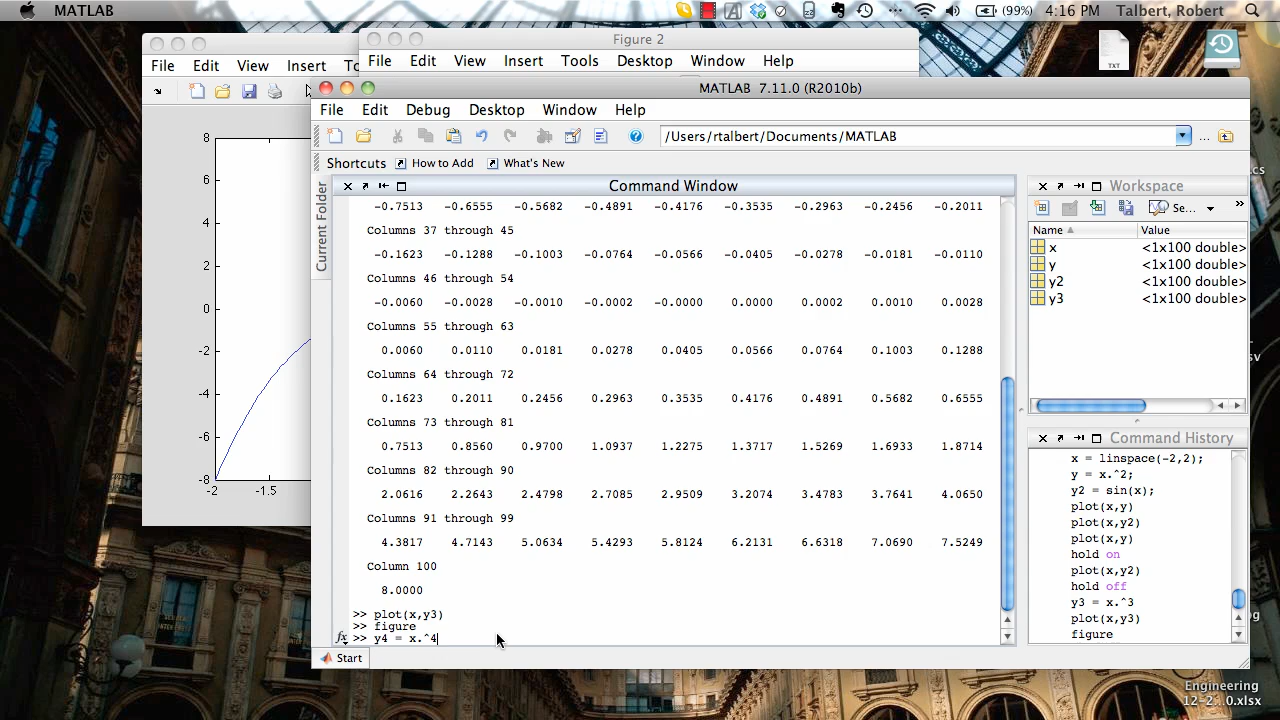 MATLAB (99%) 4:16 PM Talbert, Robert
Figure 2
File Edit View Insert
File Edit View Insert Tools Desktop Window Help
TXT
MATLAB 7.11.0 (R2010b)
File Edit Debug Desktop Window Help
/Users/rtalbert/Documents/MATLAB ...
Shortcuts How to Add What's New
Current Folder
Command Window
-0.7513 -0.6555 -0.5682 -0.4891 -0.4176 -0.3535 -0.2963 -0.2456 -0.2011
Columns 37 through 45
-0.1623 -0.1288 -0.1003 -0.0764 -0.0566 -0.0405 -0.0278 -0.0181 -0.0110
Columns 46 through 54
-0.0060 -0.0028 -0.0010 -0.0002 -0.0000 0.0000 0.0002 0.0010 0.0028
Columns 55 through 63
0.0060 0.0110 0.0181 0.0278 0.0405 0.0566 0.0764 0.1003 0.1288
Columns 64 through 72
0.1623 0.2011 0.2456 0.2963 0.3535 0.4176 0.4891 0.5682 0.6555
Columns 73 through 81
0.7513 0.8560 0.9700 1.0937 1.2275 1.3717 1.5269 1.6933 1.8714
Columns 82 through 90
2.0616 2.2643 2.4798 2.7085 2.9509 3.2074 3.4783 3.7641 4.0650
Columns 91 through 99
4.3817 4.7143 5.0634 5.4293 5.8124 6.2131 6.6318 7.0690 7.5249
Column 100
8.0000
>> plot(x,y3)
>> figure
fx >> y4 = x.^4
Start
Workspace
Se... »
Name Value
x <1x100 double>
y <1x100 double>
y2 <1x100 double>
y3 <1x100 double>
Command History
x = linspace(-2,2);
y = x.^2;
y2 = sin(x);
plot(x,y)
plot(x,y2)
plot(x,y)
hold on
plot(x,y2)
hold off
y3 = x.^3
plot(x,y3)
figure
8
6
4
2
0
-2
-4
-6
-8
-2 -1.5
Engineering
12-2...0.xlsx